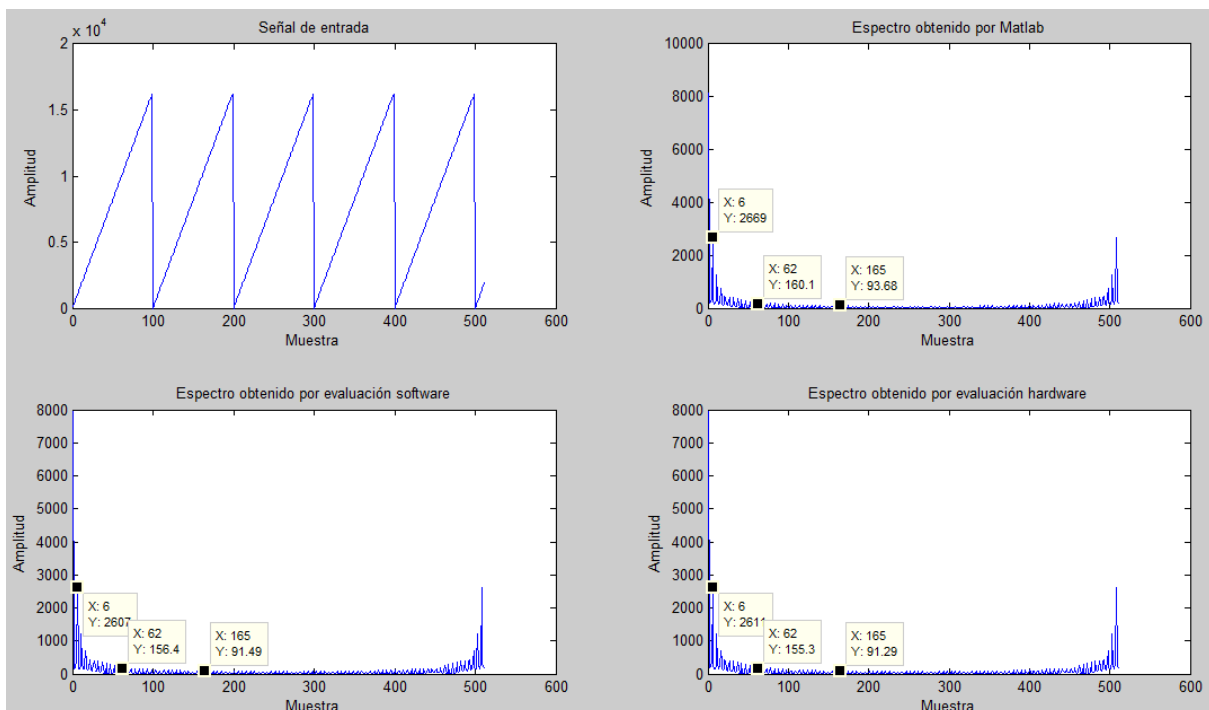 Señal de entrada
x 10^4
2
1.5
1
0.5
0
Amplitud
0 100 200 300 400 500 600
Muestra
Espectro obtenido por Matlab
10000
8000
6000
4000
2000
0
Amplitud
X: 6
Y: 2669
X: 62
Y: 160.1
X: 165
Y: 93.68
0 100 200 300 400 500 600
Muestra
Espectro obtenido por evaluación software
8000
7000
6000
5000
4000
3000
2000
1000
0
Amplitud
X: 6
Y: 2607
X: 62
Y: 156.4
X: 165
Y: 91.49
0 100 200 300 400 500 600
Muestra
Espectro obtenido por evaluación hardware
8000
7000
6000
5000
4000
3000
2000
1000
0
Amplitud
X: 6
Y: 2611
X: 62
Y: 155.3
X: 165
Y: 91.29
0 100 200 300 400 500 600
Muestra